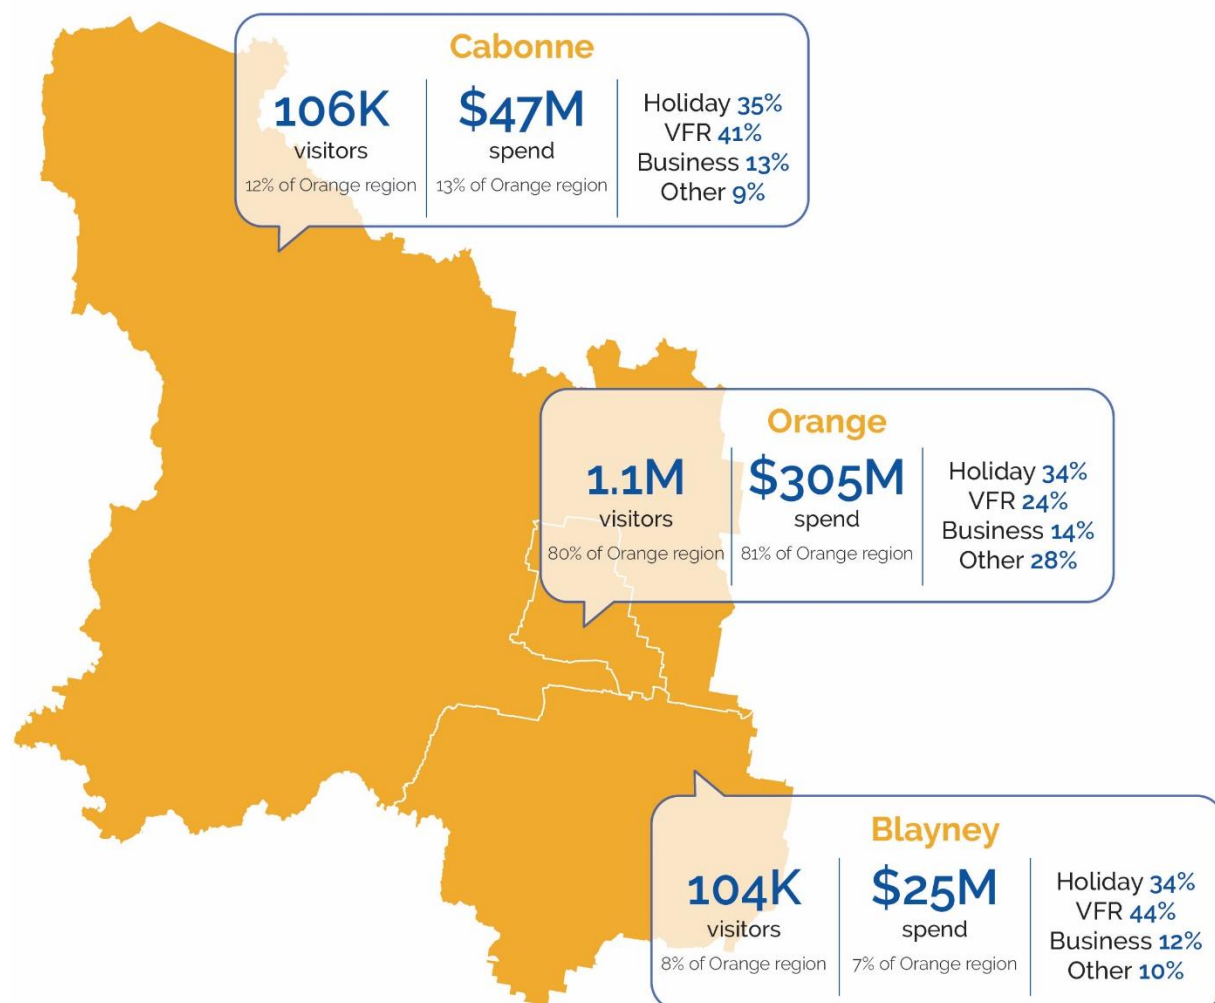 Cabonne
106K
visitors
12% of Orange region
$47M
spend
13% of Orange region
Holiday 35%
VFR 41%
Business 13%
Other 9%
Orange
1.1M
visitors
80% of Orange region
$305M
spend
81% of Orange region
Holiday 34%
VFR 24%
Business 14%
Other 28%
Blayney
104K
visitors
8% of Orange region
$25M
spend
7% of Orange region
Holiday 34%
VFR 44%
Business 12%
Other 10%